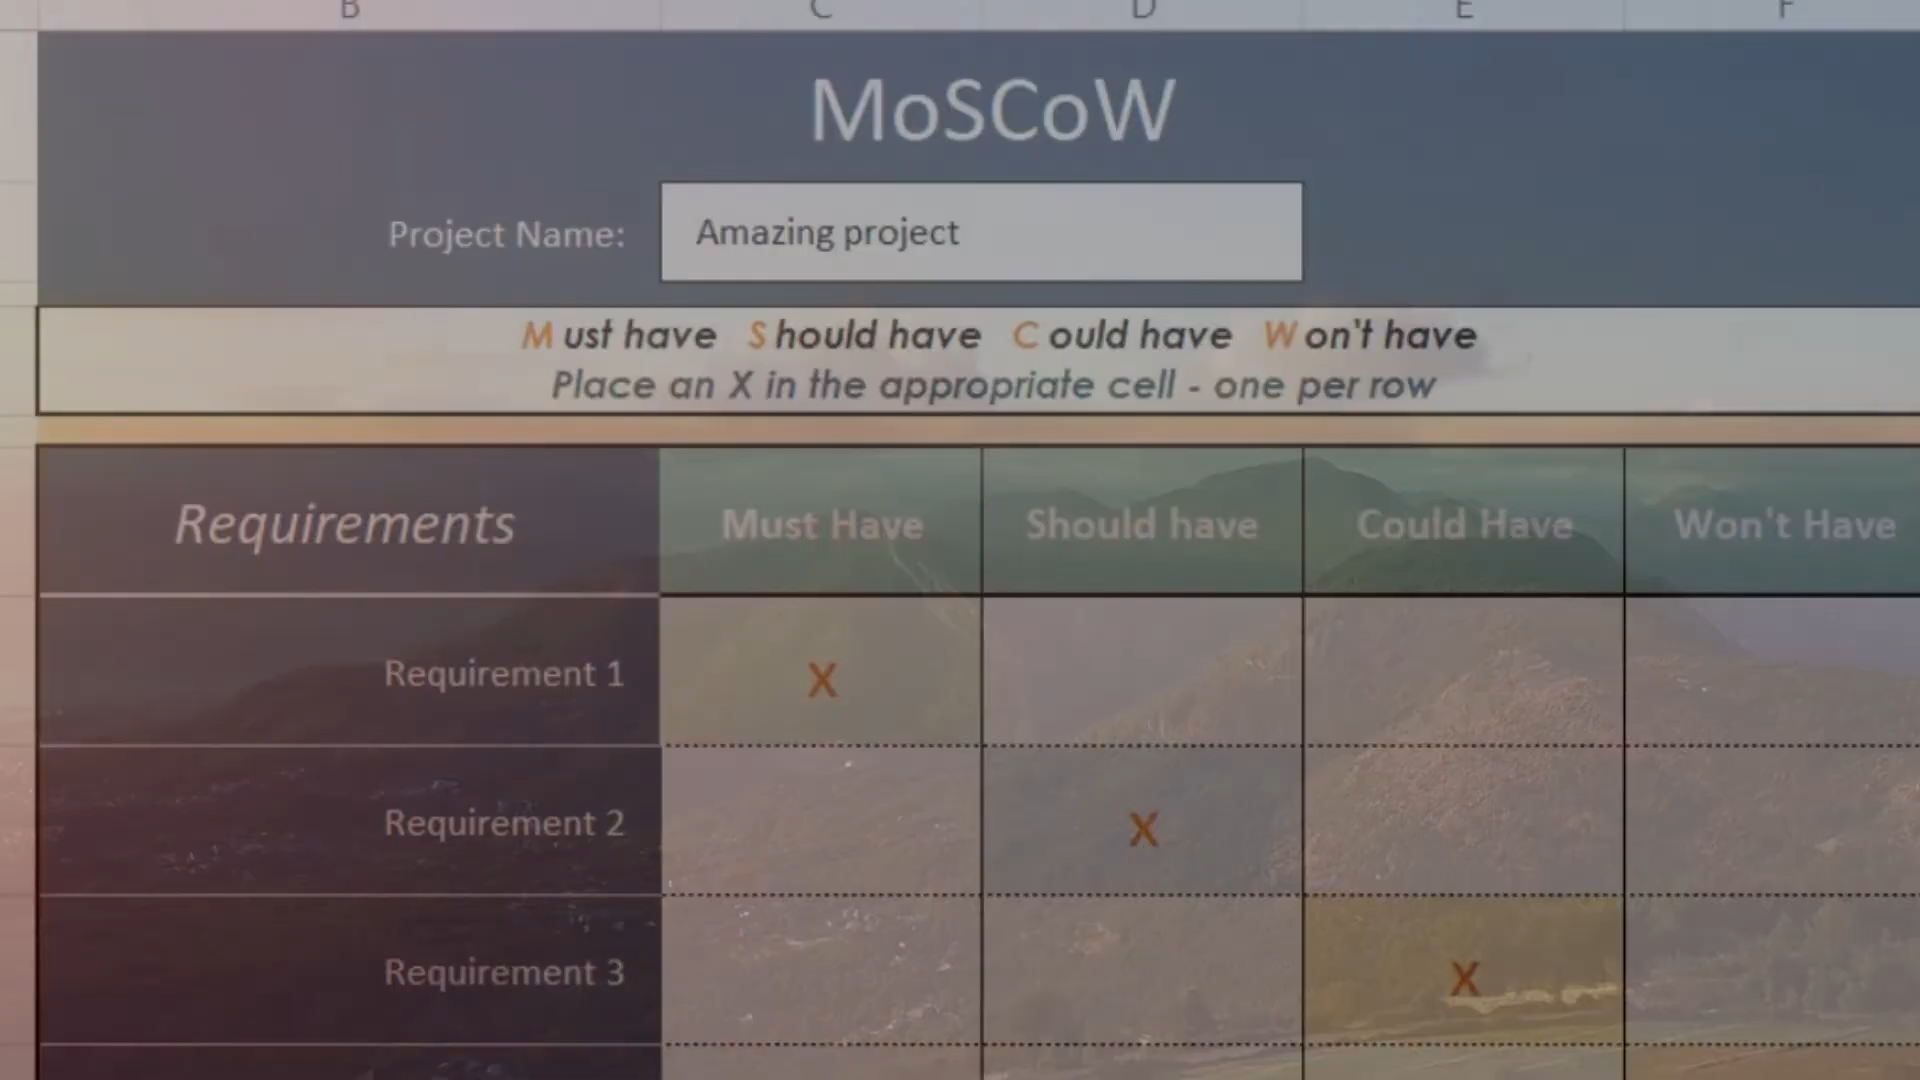 B C D E F
MoSCoW
Project Name: Amazing project
Must have Should have Could have Won't have
Place an X in the appropriate cell - one per row
Requirements Must Have Should have Could Have Won't Have
Requirement 1 X
Requirement 2 X
Requirement 3 X